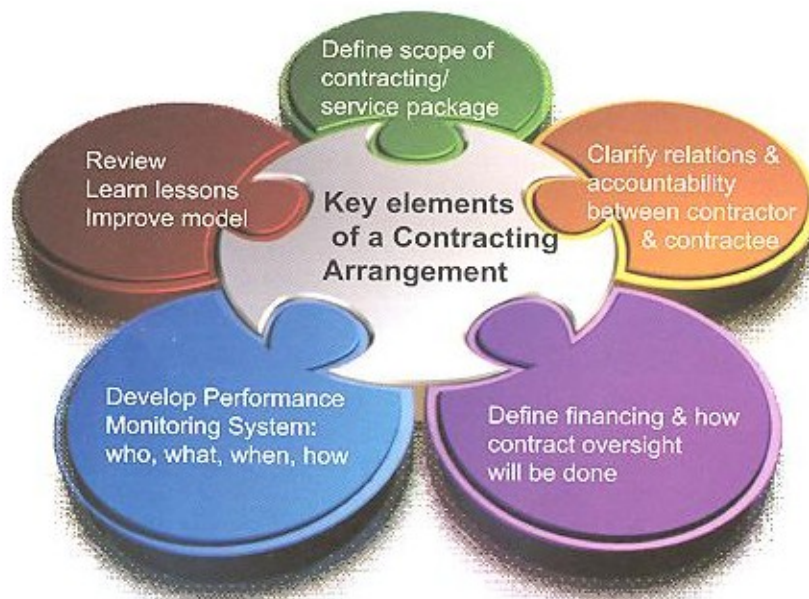 Define scope of
contracting/
service package
Clarify relations &
accountability
between contractor
& contractee
Define financing & how
contract oversight
will be done
Develop Performance
Monitoring System:
who, what, when, how
Review
Learn lessons
Improve model
Key elements
of a Contracting
Arrangement